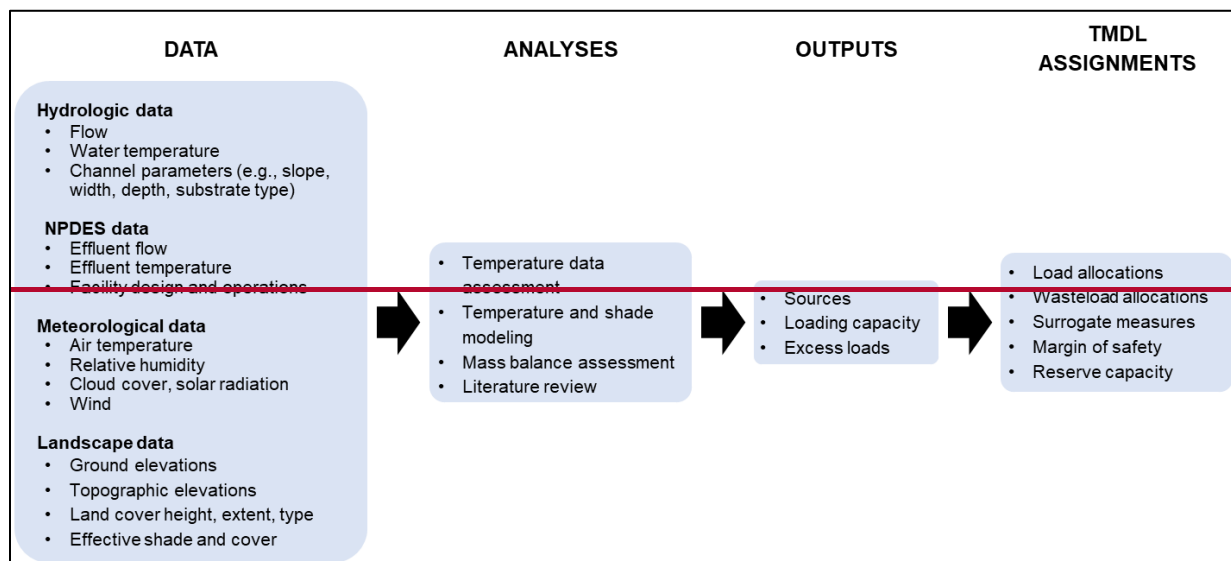 DATA
Hydrologic data
• Flow
• Water temperature
• Channel parameters (e.g., slope,
width, depth, substrate type)
NPDES data
• Effluent flow
• Effluent temperature
• Facility design and operations
Meteorological data
• Air temperature
• Relative humidity
• Cloud cover, solar radiation
• Wind
Landscape data
• Ground elevations
• Topographic elevations
• Land cover height, extent, type
• Effective shade and cover
ANALYSES
• Temperature data
assessment
• Temperature and shade
modeling
• Mass balance assessment
• Literature review
OUTPUTS
• Sources
• Loading capacity
• Excess loads
TMDL
ASSIGNMENTS
• Load allocations
• Wasteload allocations
• Surrogate measures
• Margin of safety
• Reserve capacity